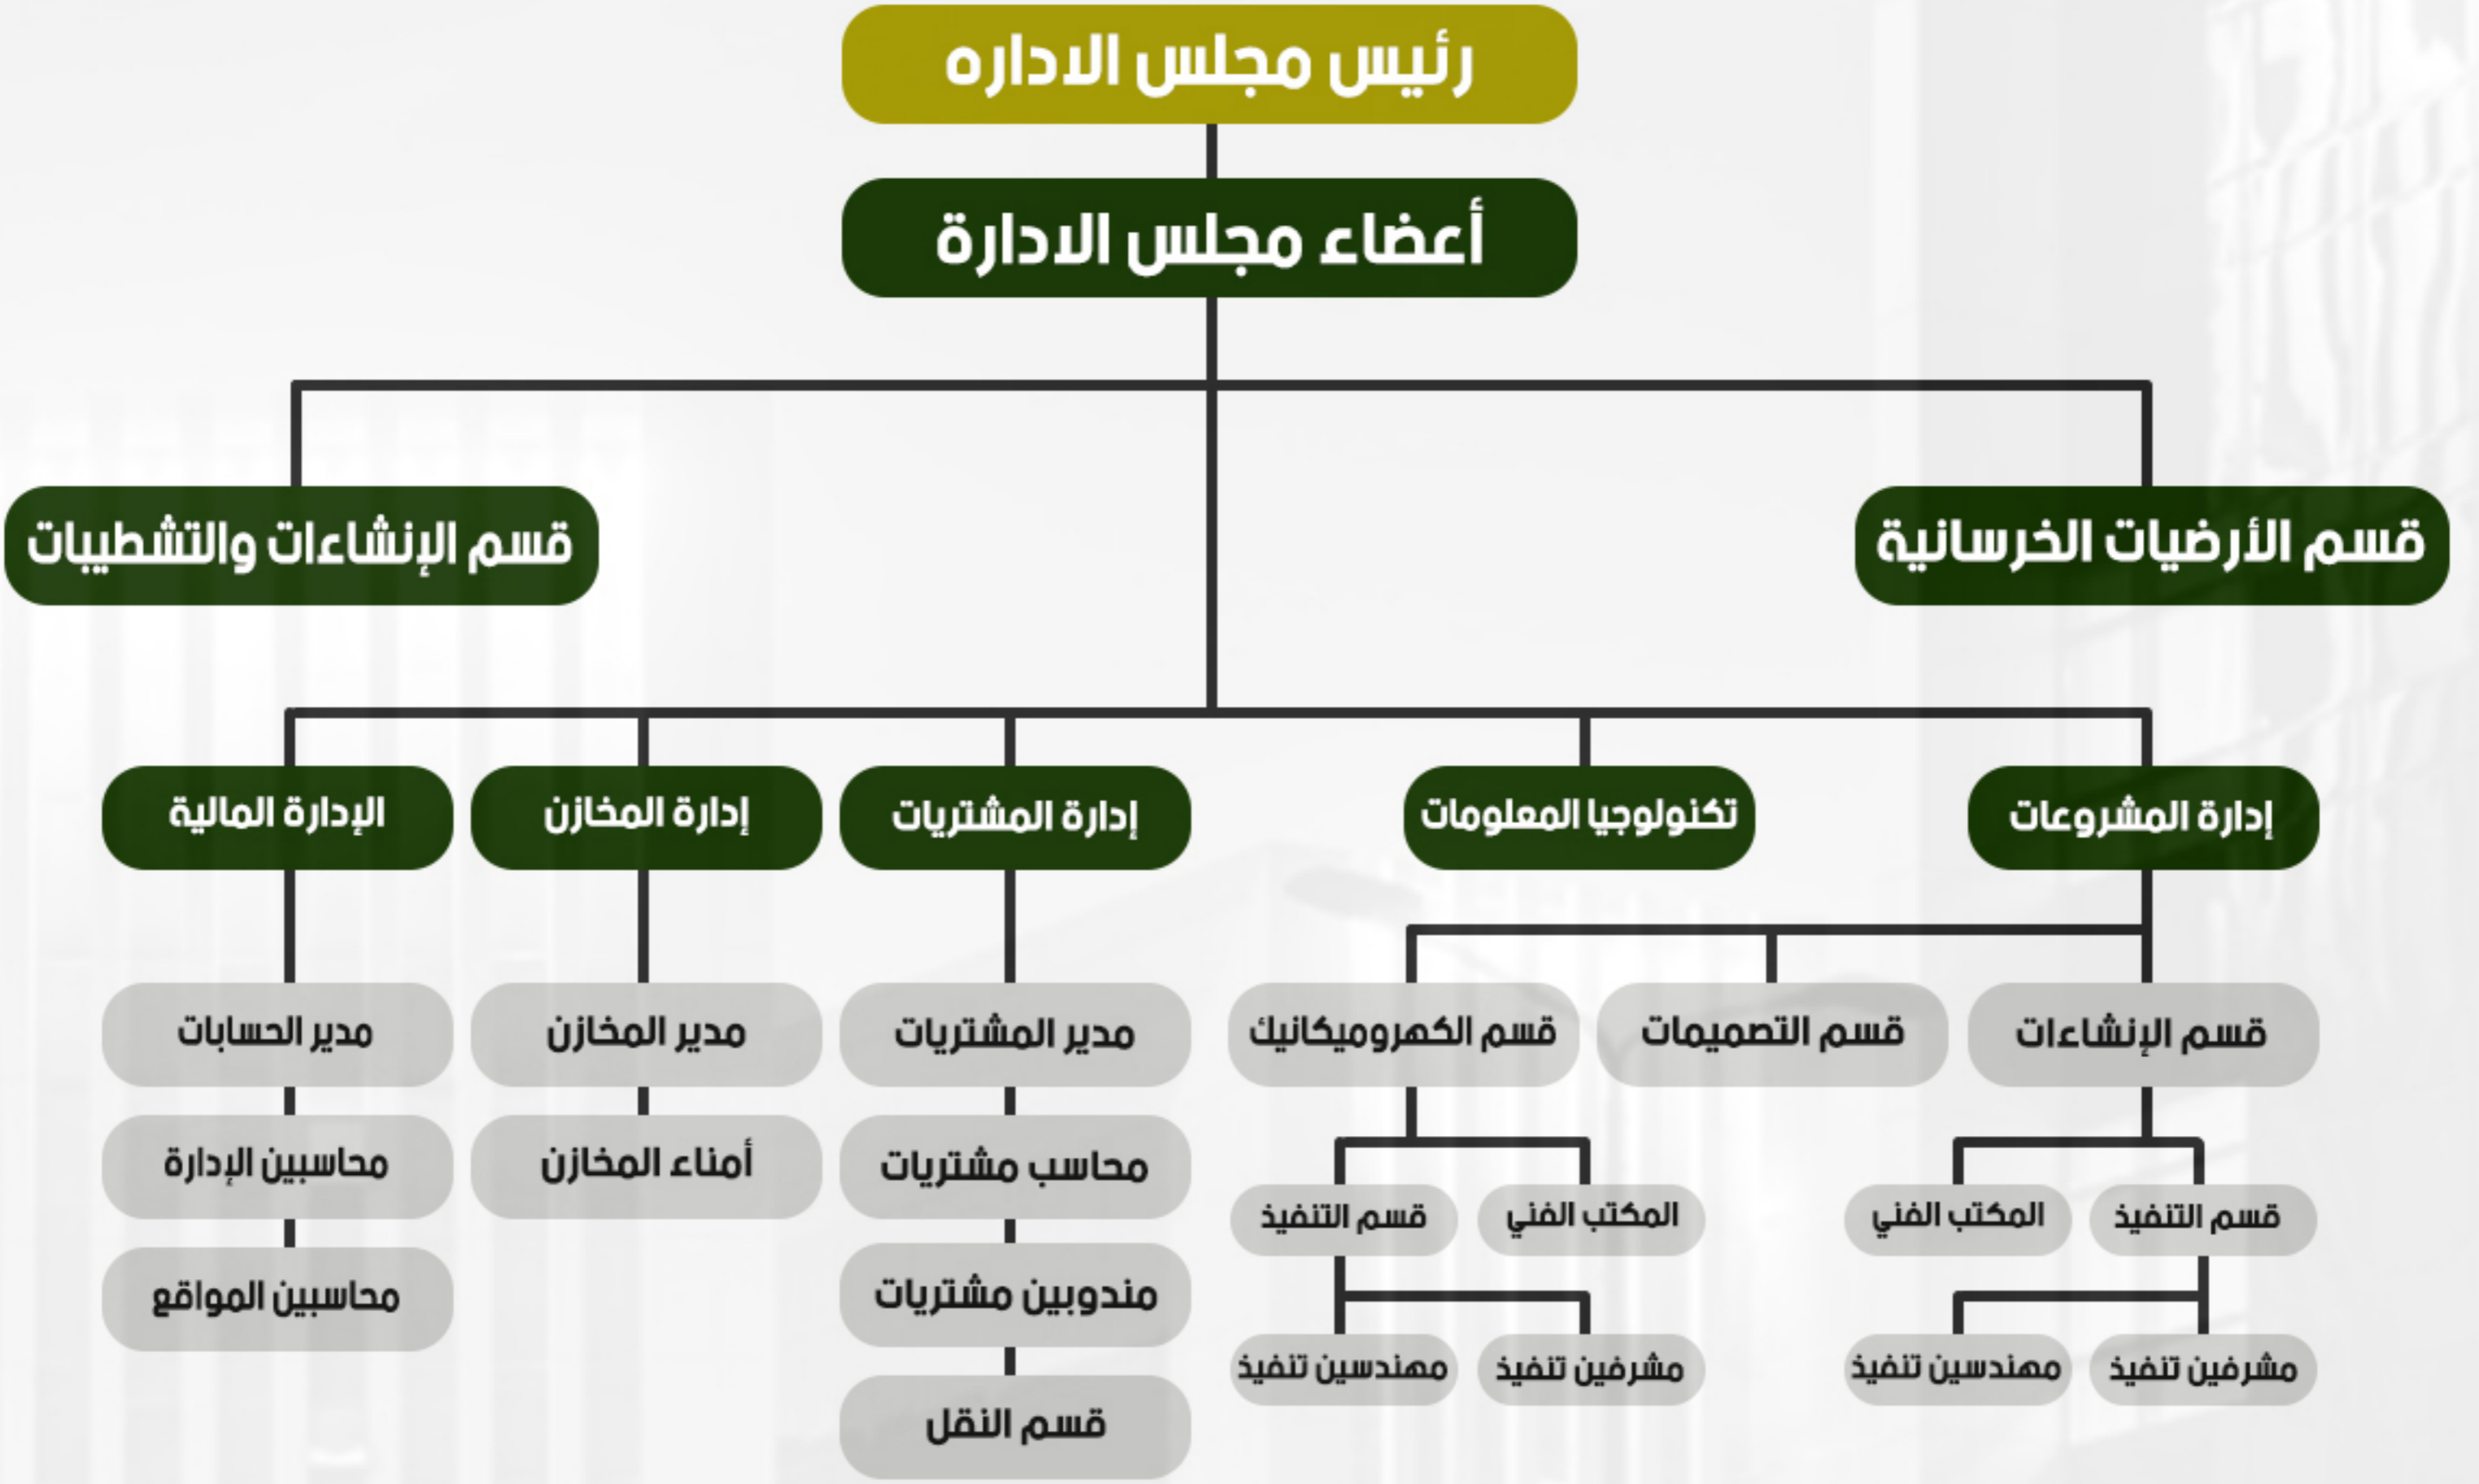 رئيس مجلس الاداره
أعضاء مجلس الادارة
قسم الأرضيات الخرسانية
قسم الإنشاءات والتشطيبات
إدارة المشروعات
تكنولوجيا المعلومات
إدارة المشتريات
إدارة المخازن
الإدارة المالية
قسم الإنشاءات
قسم التصميمات
قسم الكهروميكانيك
مدير المشتريات
مدير المخازن
مدير الحسابات
محاسب مشتريات
أمناء المخازن
محاسبين الإدارة
قسم التنفيذ
المكتب الفني
المكتب الفني
قسم التنفيذ
مندوبين مشتريات
محاسبين المواقع
مشرفين تنفيذ
مهندسين تنفيذ
مشرفين تنفيذ
مهندسين تنفيذ
قسم النقل